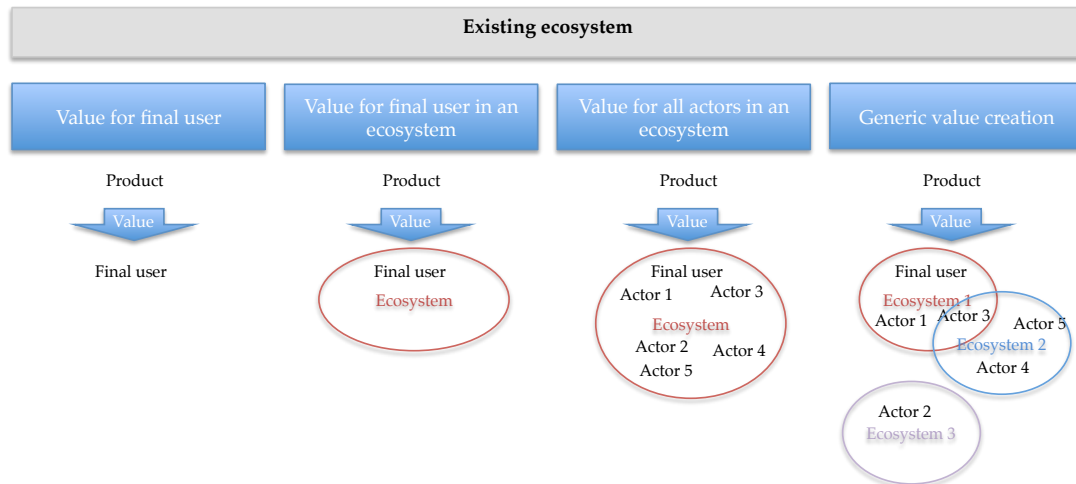 Existing ecosystem
Value for final user
Value for final user in an
ecosystem
Value for all actors in an
ecosystem
Generic value creation
Product
Product
Product
Product
Value
Value
Value
Value
Final user
Final user
Ecosystem
Final user
Actor 1
Actor 3
Ecosystem
Actor 2
Actor 4
Actor 5
Final user
Ecosystem 1
Actor 1
Actor 3
Actor 5
Ecosystem 2
Actor 4
Actor 2
Ecosystem 3